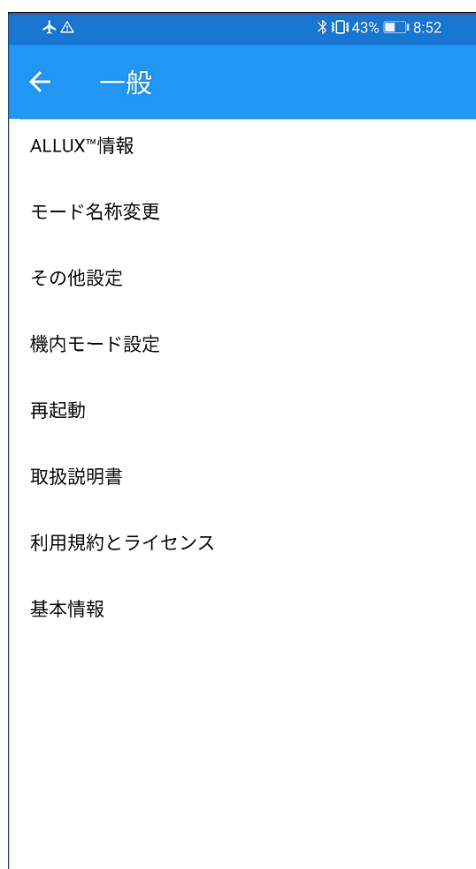 43% 8:52
一般
ALLUX™情報
モード名称変更
その他設定
機内モード設定
再起動
取扱説明書
利用規約とライセンス
基本情報